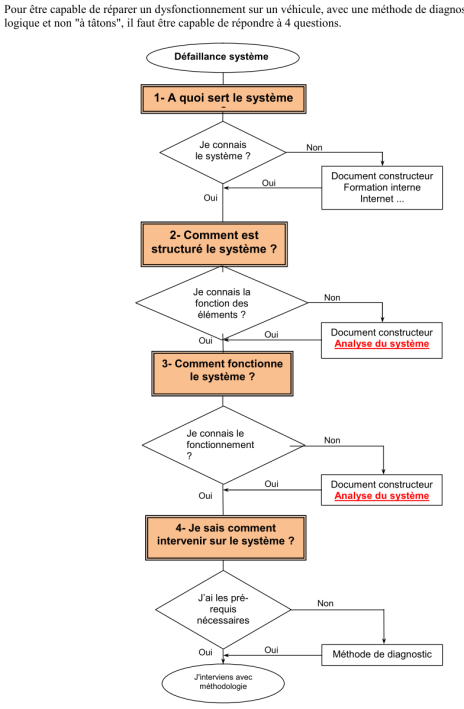 Pour être capable de réparer un dysfonctionnement sur un véhicule, avec une méthode de
logique et non "à tâtons", il faut être capable de répondre à 4 questions.
Défaillance système
1- A quoi sert le système
Je connais
le système ?
Non
Document constructeur
Formation interne
Internet ...
Oui
Oui
2- Comment est
structuré le système ?
Je connais la
fonction des
éléments ?
Non
Document constructeur
Analyse du système
Oui
Oui
3- Comment fonctionne
le système ?
Je connais le
fonctionnement
?
Non
Document constructeur
Analyse du système
Oui
Oui
4- Je sais comment
intervenir sur le système ?
J'ai les pré-
requis
nécessaires
Non
Méthode de diagnostic
Oui
Oui
J'interviens avec
méthodologie